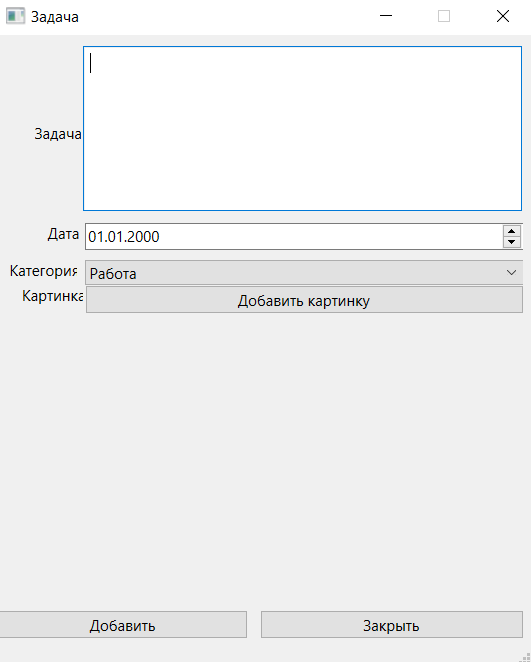 Задача
Задача
Дата 01.01.2000
Категория Работа
Картинка Добавить картинку
Добавить Закрыть